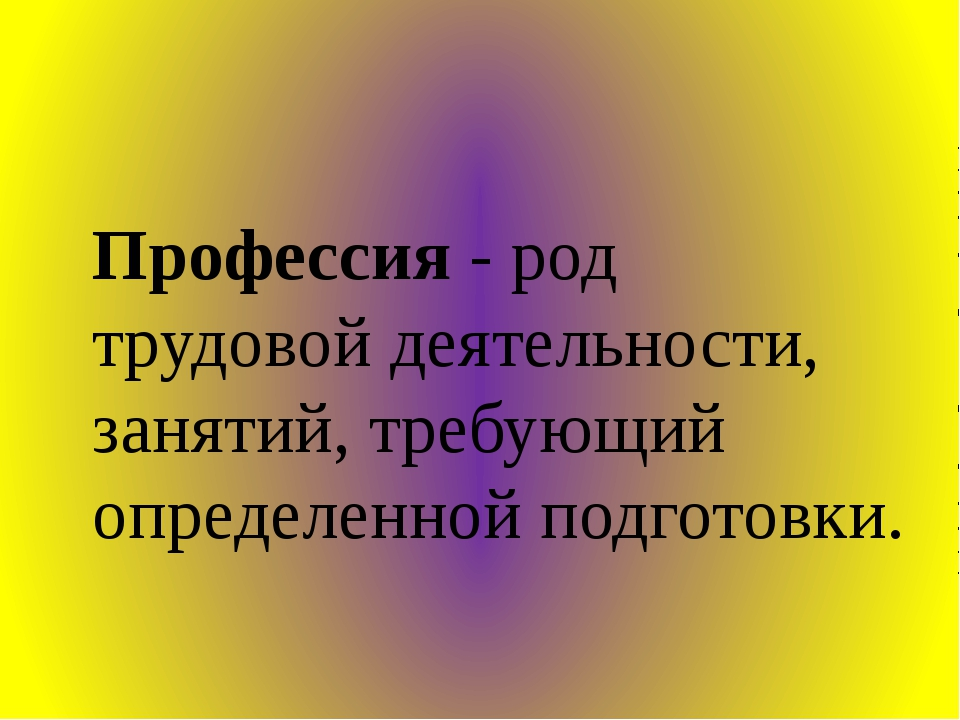 Профессия - род
трудовой деятельности,
занятий, требующий
определенной подготовки.